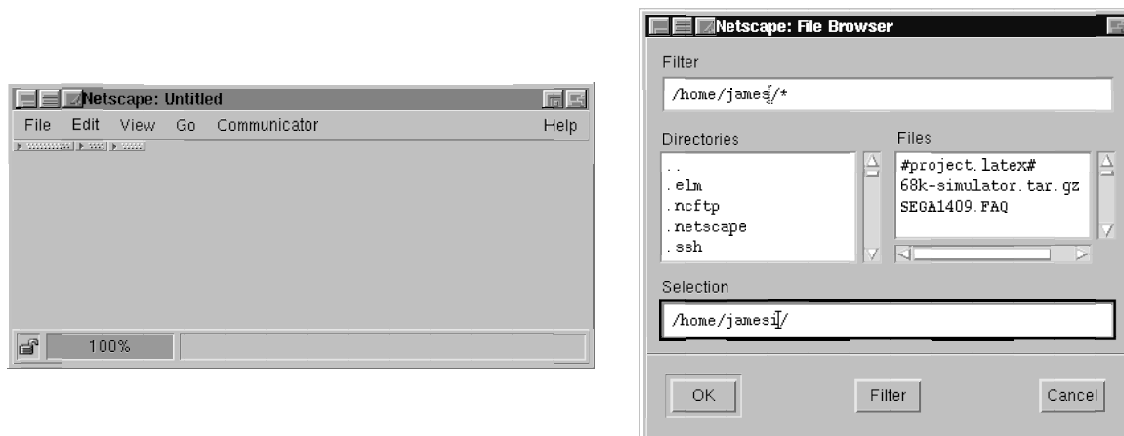 Netscape: Untitled
File Edit View Go Communicator Help
100%
Netscape: File Browser
Filter
/home/james/*
Directories
..
.elm
.ncftp
.netscape
.ssh
Files
#project.latex#
68k-simulator.tar.gz
SEGA1409.FAQ
Selection
/home/jamesi/
OK Filter Cancel